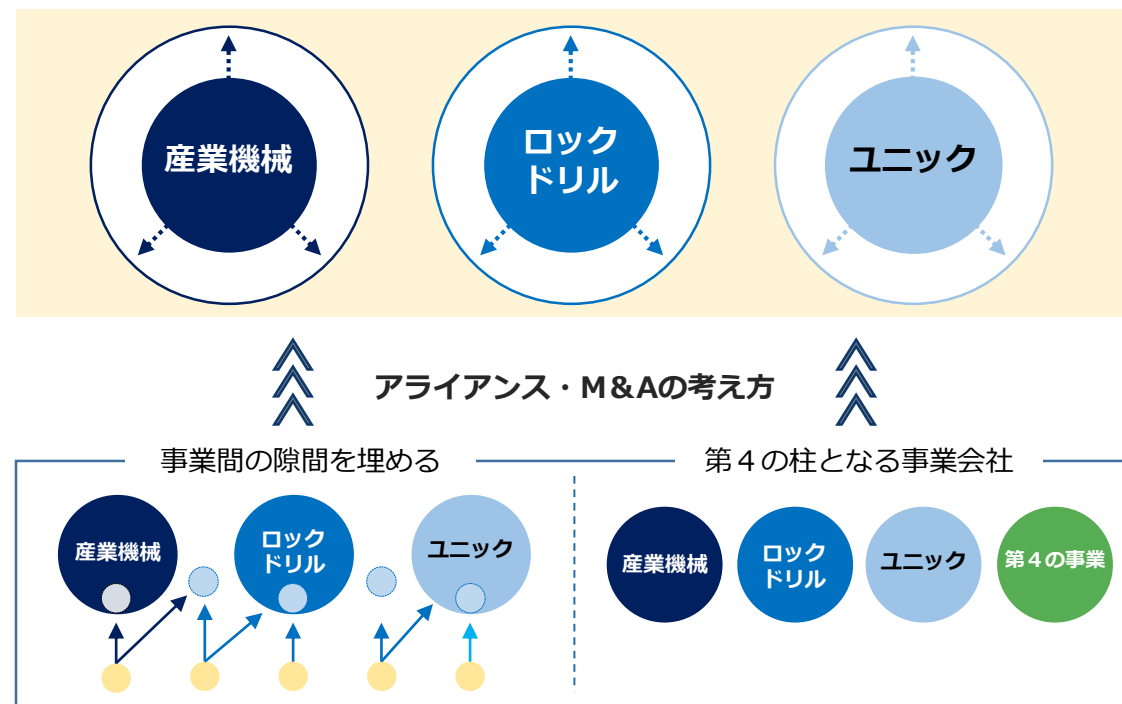 産業機械
ロック
ドリル
ユニック
アライアンス・M&Aの考え方
事業間の隙間を埋める
産業機械
ロック
ドリル
ユニック
第４の柱となる事業会社
産業機械
ロック
ドリル
ユニック
第４の事業